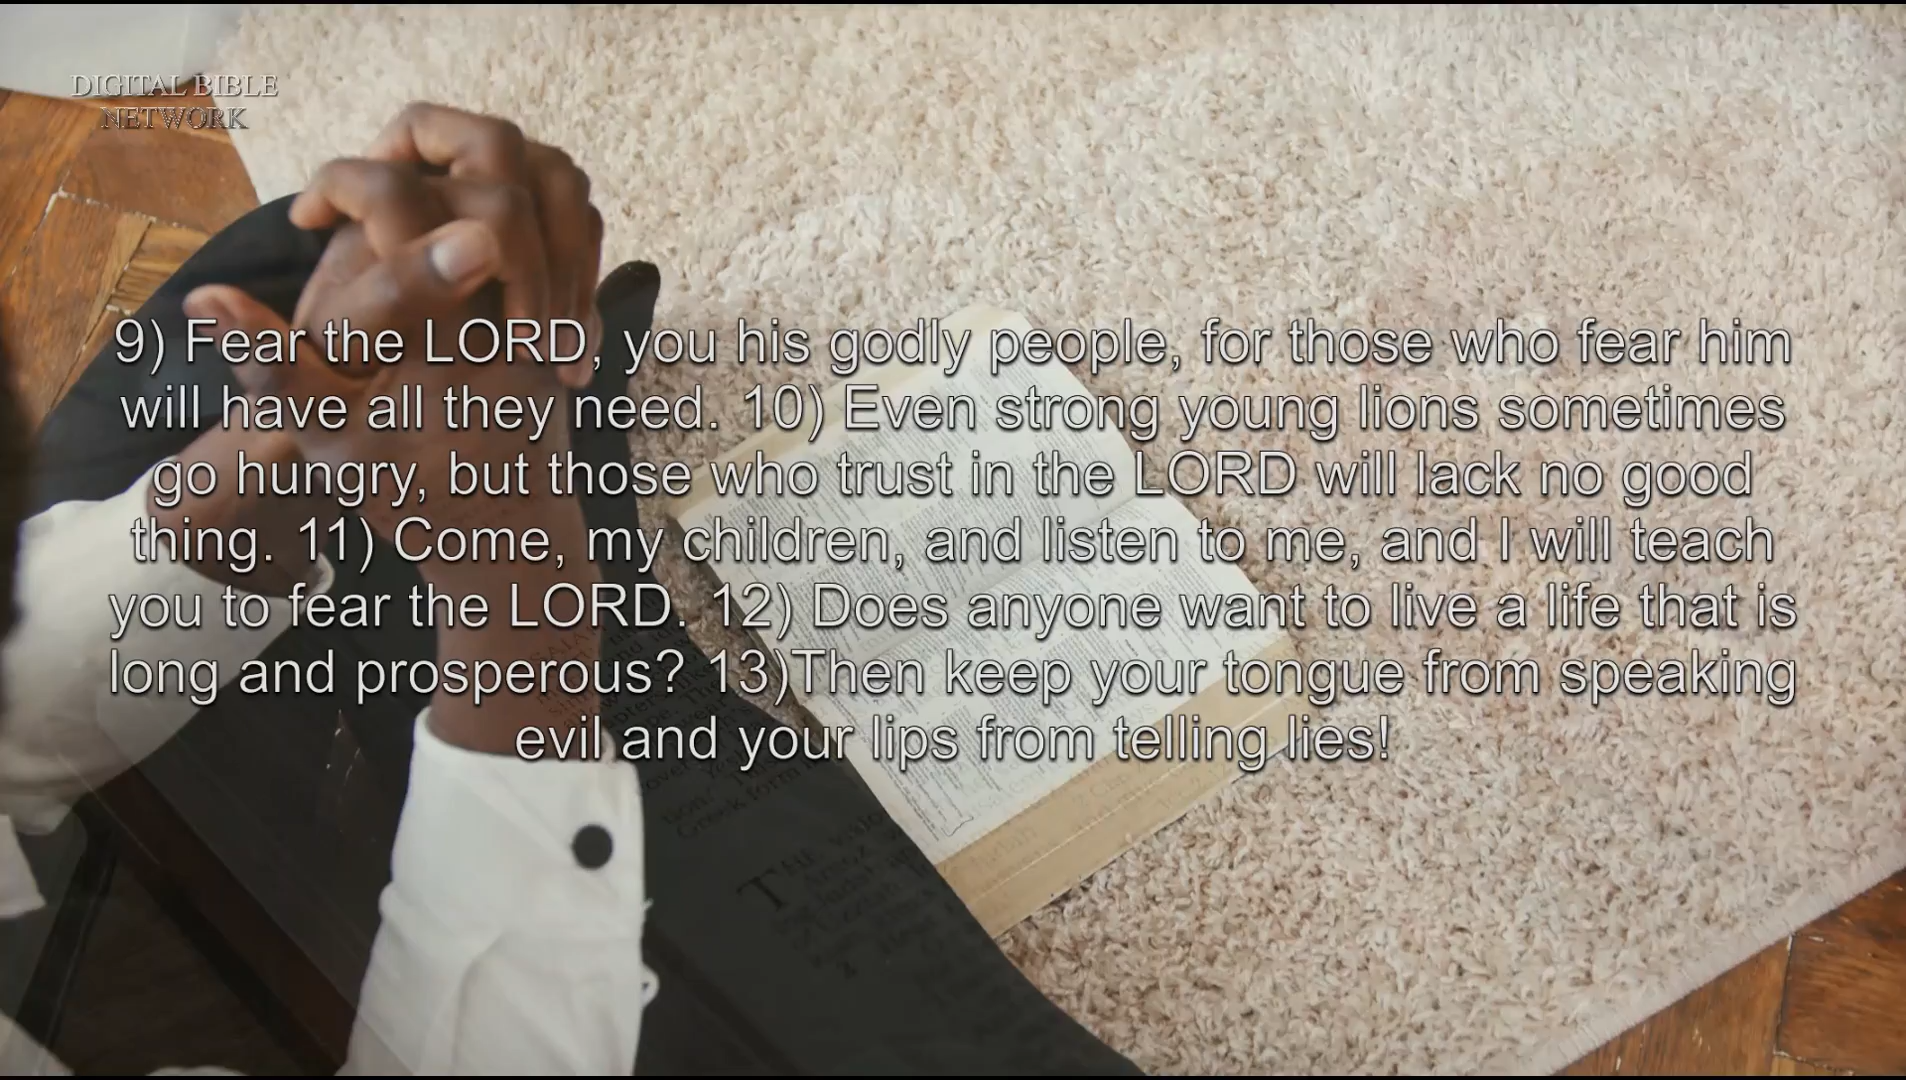 DIGITAL BIBLE
NETWORK
9) Fear the LORD, you his godly people, for those who fear him
will have all they need. 10) Even strong young lions sometimes
go hungry, but those who trust in the LORD will lack no good
thing. 11) Come, my children, and listen to me, and I will teach
you to fear the LORD. 12) Does anyone want to live a life that is
long and prosperous? 13)Then keep your tongue from speaking
evil and your lips from telling lies!